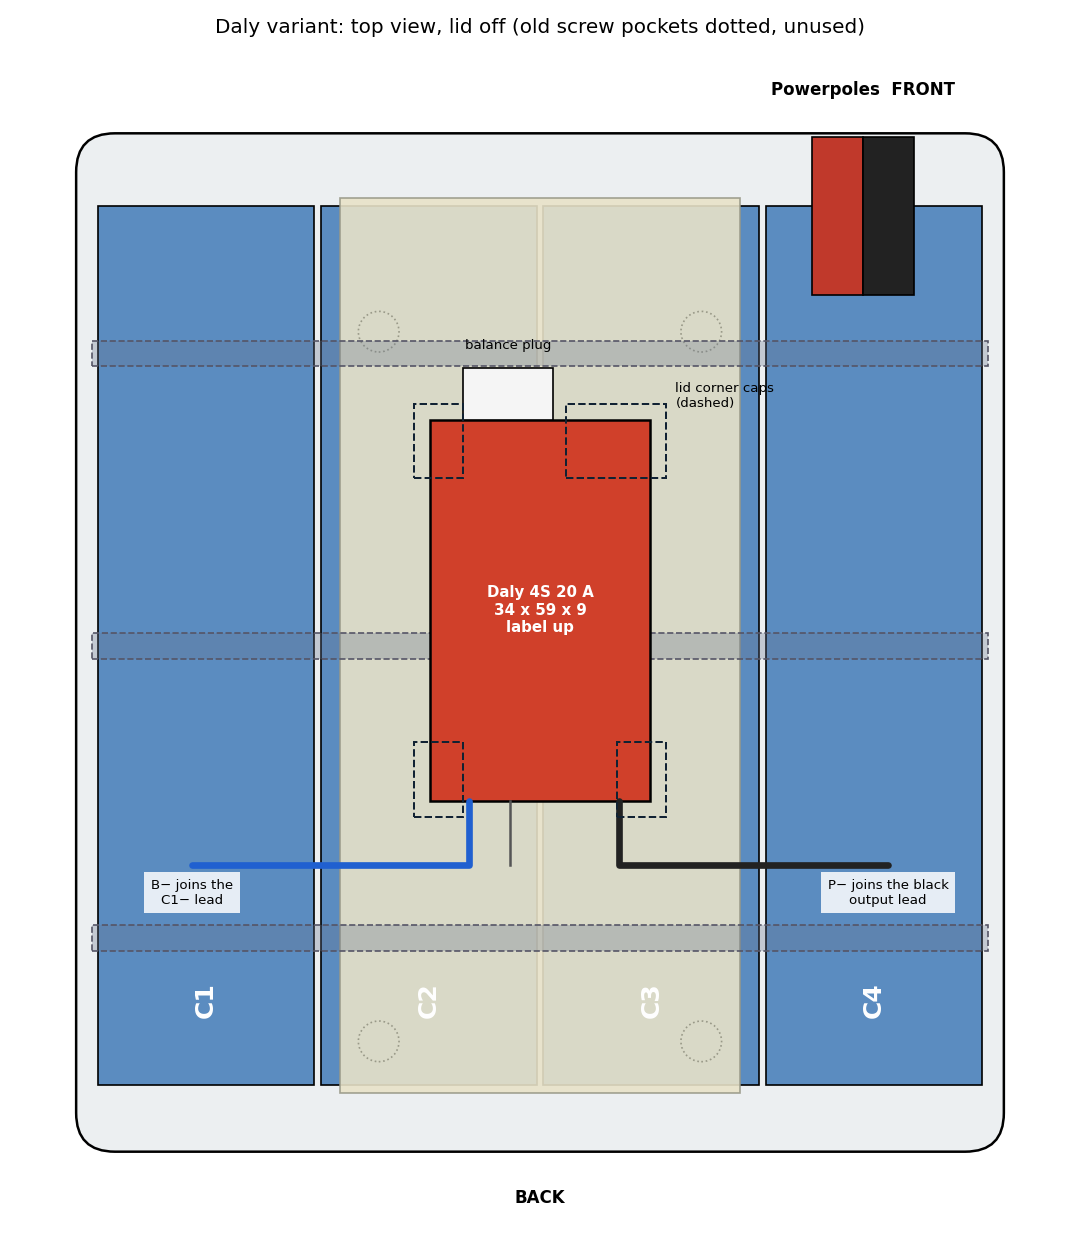 Daly variant: top view, lid off (old screw pockets dotted, unused)
Powerpoles  FRONT
balance plug
lid corner caps
(dashed)
Daly 4S 20 A
34 x 59 x 9
label up
B− joins the
C1− lead
P− joins the black
output lead
C1
C2
C3
C4
BACK